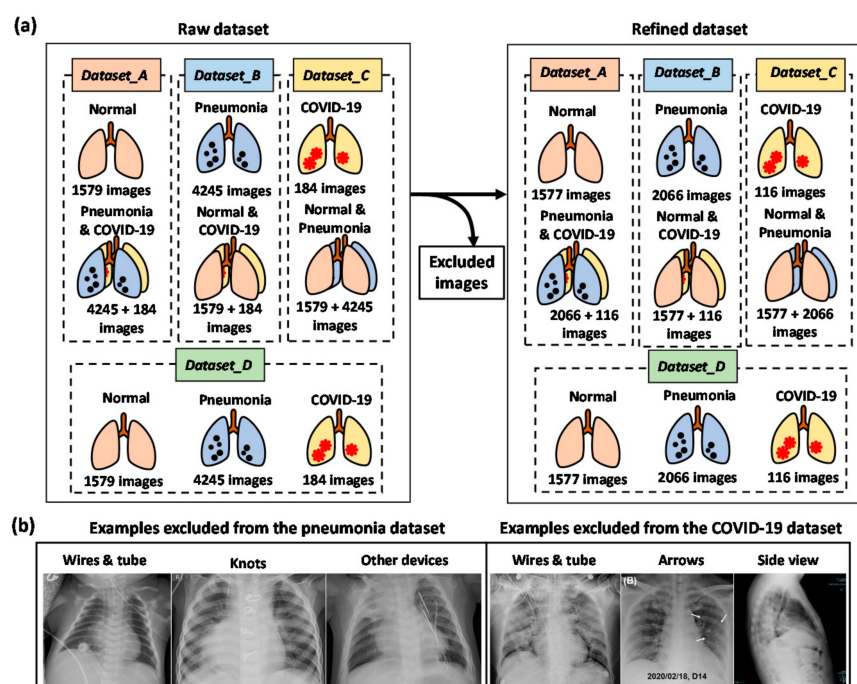 (a)
Raw dataset
Refined dataset
Dataset_A
Dataset_B
Dataset_C
Normal
Pneumonia
COVID-19
1579 images
4245 images
184 images
Pneumonia
& COVID-19
Normal &
COVID-19
Normal &
Pneumonia
4245 + 184
images
1579 + 184
images
1579 + 4245
images
Dataset_D
Normal
Pneumonia
COVID-19
1579 images
4245 images
184 images
Excluded
images
Dataset_A
Dataset_B
Dataset_C
Normal
Pneumonia
COVID-19
1577 images
2066 images
116 images
Pneumonia
& COVID-19
Normal &
COVID-19
Normal &
Pneumonia
2066 + 116
images
1577 + 116
images
1577 + 2066
images
Dataset_D
Normal
Pneumonia
COVID-19
1577 images
2066 images
116 images
(b)
Examples excluded from the pneumonia dataset
Examples excluded from the COVID-19 dataset
Wires & tube
Knots
Other devices
Wires & tube
Arrows
Side view
(B)
2020/02/18, D14